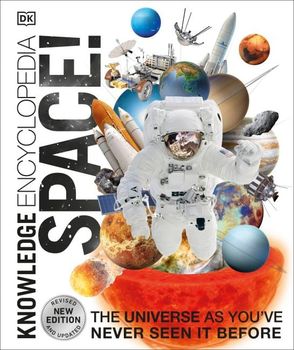 DK
KNOWLEDGE ENCYCLOPEDIA
SPACE!
REVISED
NEW
EDITION
AND UPDATED
THE UNIVERSE AS YOU'VE
NEVER SEEN IT BEFORE